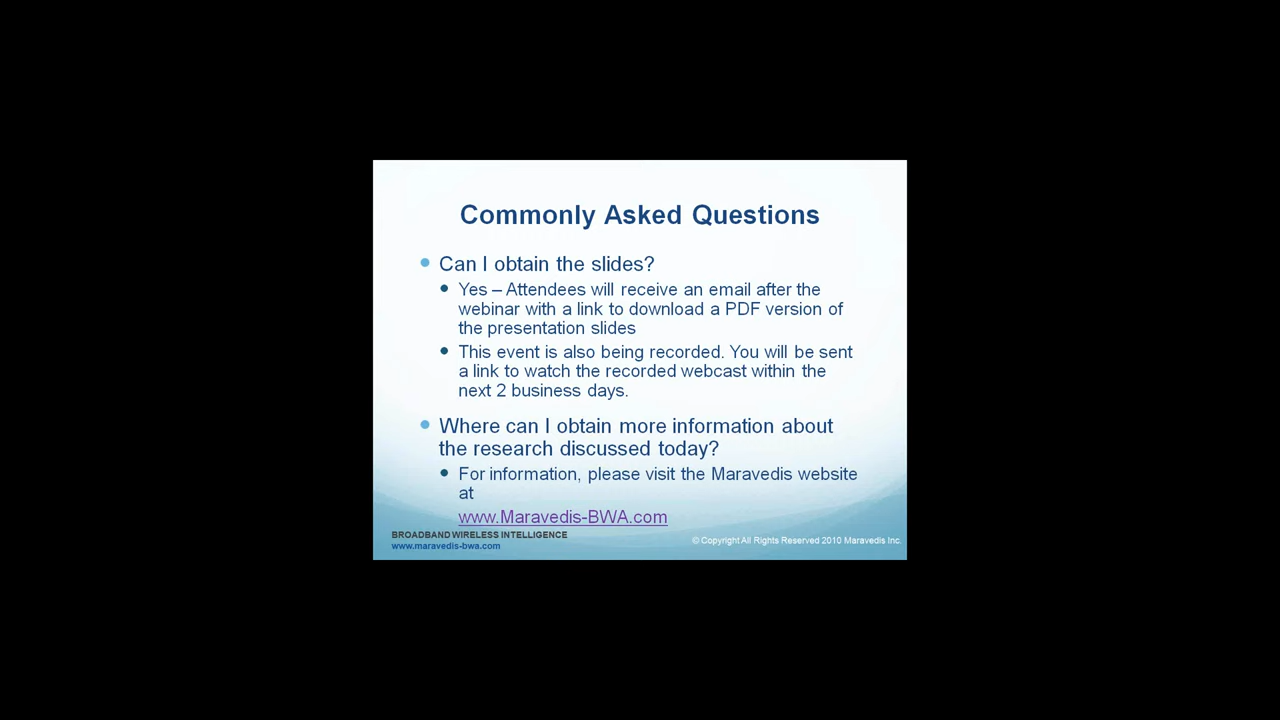 Commonly Asked Questions
Can I obtain the slides?
Yes – Attendees will receive an email after the
webinar with a link to download a PDF version of
the presentation slides
This event is also being recorded. You will be sent
a link to watch the recorded webcast within the
next 2 business days.
Where can I obtain more information about
the research discussed today?
For information, please visit the Maravedis website
at
www.Maravedis-BWA.com
BROADBAND WIRELESS INTELLIGENCE
www.maravedis-bwa.com
© Copyright All Rights Reserved 2010 Maravedis Inc.